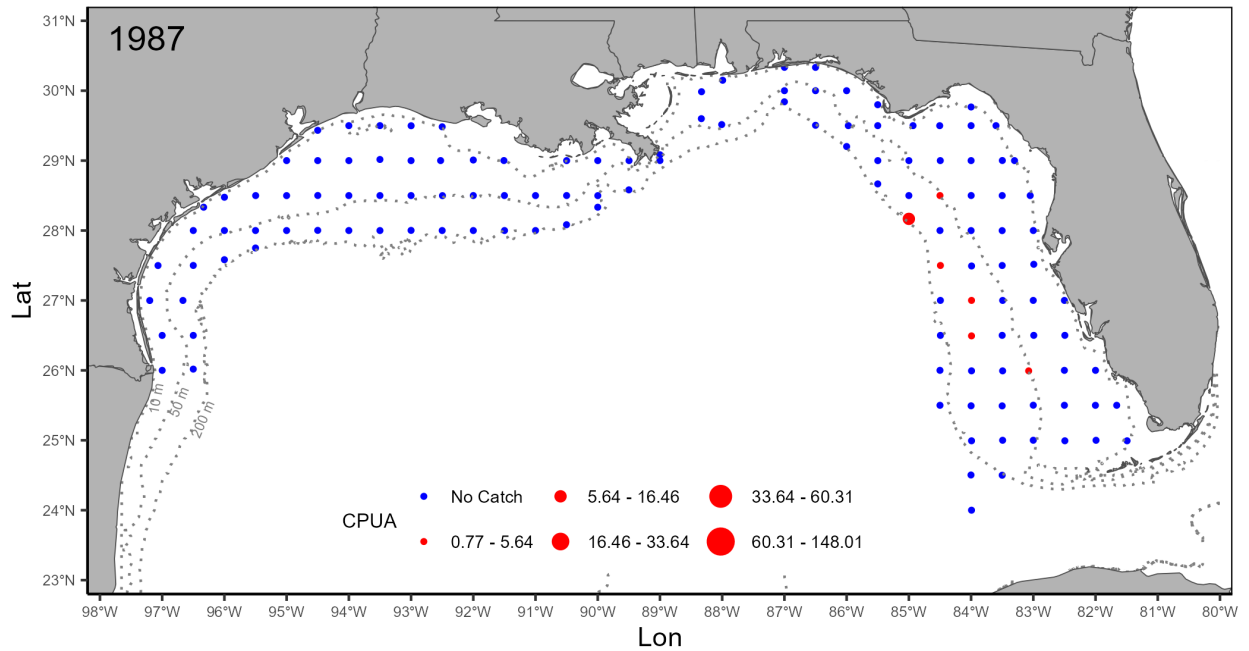 1987
31°N
30°N
29°N
28°N
27°N
26°N
25°N
24°N
23°N
Lat
10 m
50 m
200 m
CPUA
No Catch
5.64 - 16.46
33.64 - 60.31
0.77 - 5.64
16.46 - 33.64
60.31 - 148.01
98°W 97°W 96°W 95°W 94°W 93°W 92°W 91°W 90°W 89°W 88°W 87°W 86°W 85°W 84°W 83°W 82°W 81°W 80°W
Lon